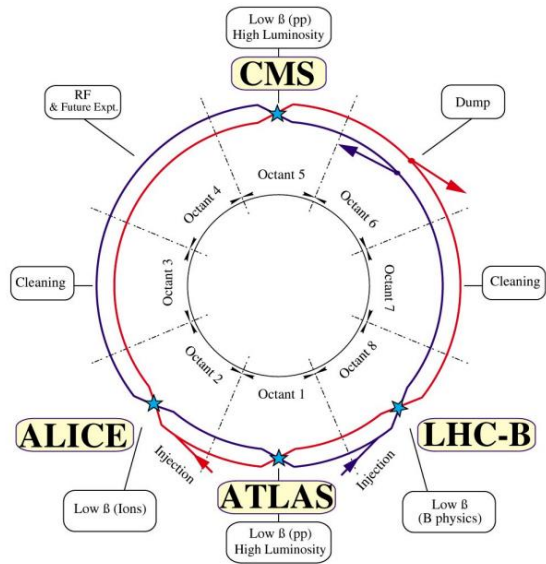 Low ß (pp)
High Luminosity
CMS
RF
& Future Expt.
Dump
Octant 5
Octant 4
Octant 6
Cleaning
Octant 3
Octant 7
Cleaning
Octant 2
Octant 8
Octant 1
ALICE
LHC-B
Injection
Injection
ATLAS
Low ß (Ions)
Low ß
(B physics)
Low ß (pp)
High Luminosity